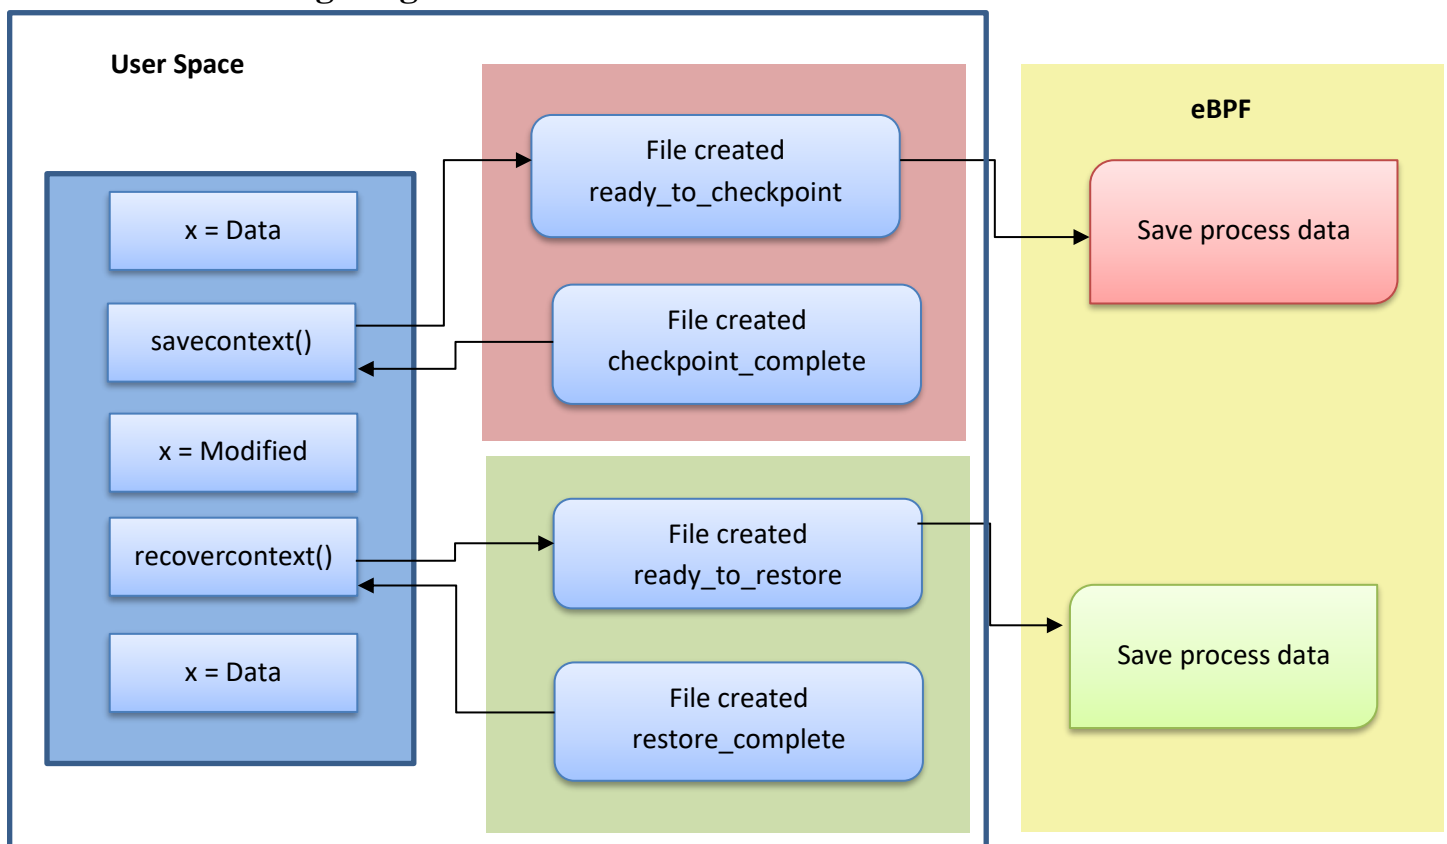 User Space
eBPF
x = Data
savecontext()
x = Modified
recovercontext()
x = Data
File created
ready_to_checkpoint
File created
checkpoint_complete
File created
ready_to_restore
File created
restore_complete
Save process data
Save process data